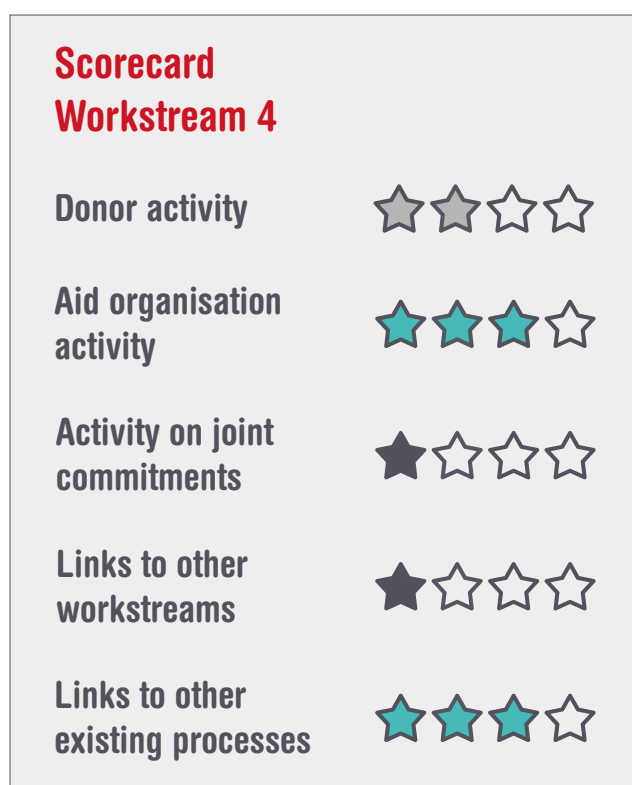 Scorecard
Workstream 4
Donor activity
Aid organisation
activity
Activity on joint
commitments
Links to other
workstreams
Links to other
existing processes